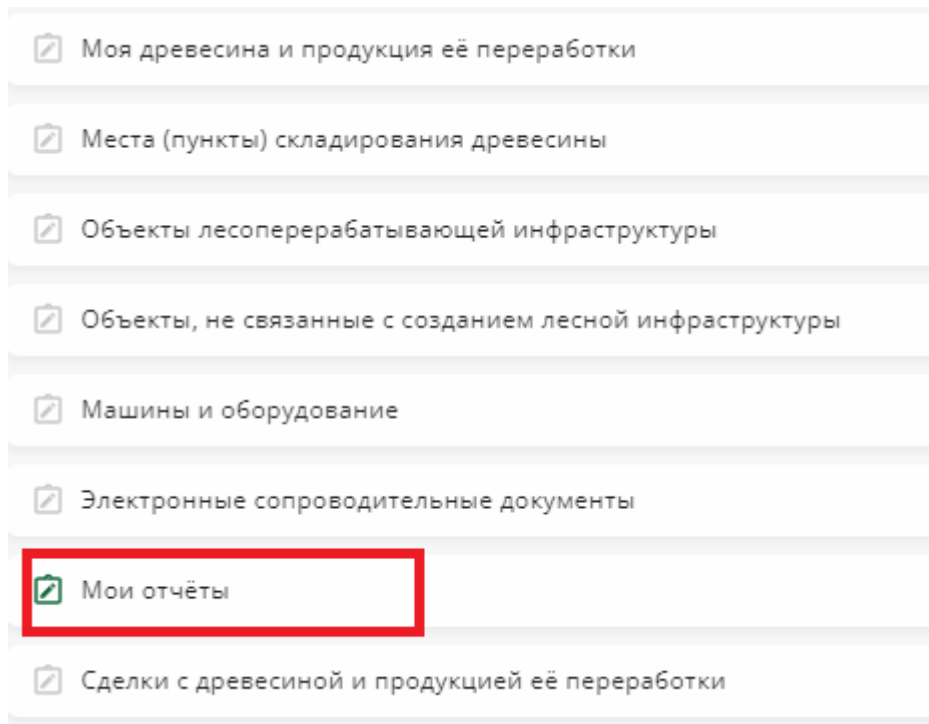 Моя древесина и продукция её переработки
Места (пункты) складирования древесины
Объекты лесоперерабатывающей инфраструктуры
Объекты, не связанные с созданием лесной инфраструктуры
Машины и оборудование
Электронные сопроводительные документы
Мои отчёты
Сделки с древесиной и продукцией её переработки